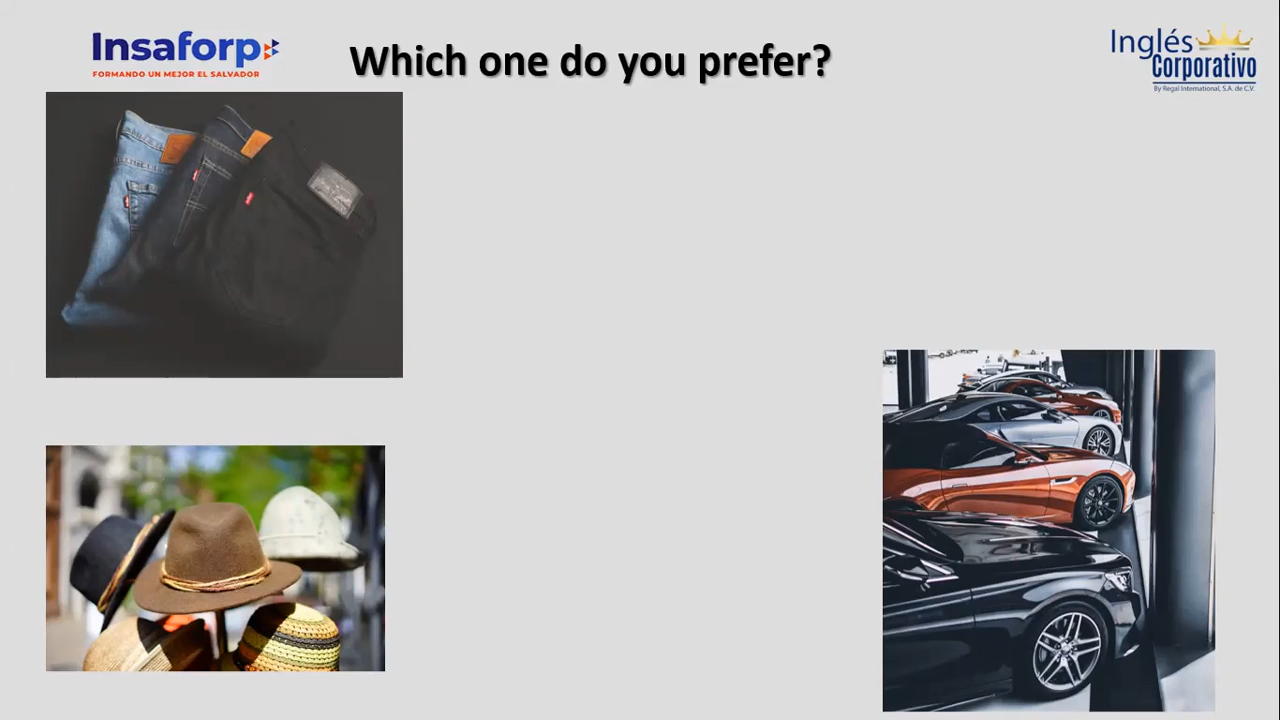 Insaforp
FORMANDO UN MEJOR EL SALVADOR
Which one do you prefer?
Inglés
Corporativo
By Regal International, S.A. de C.V.